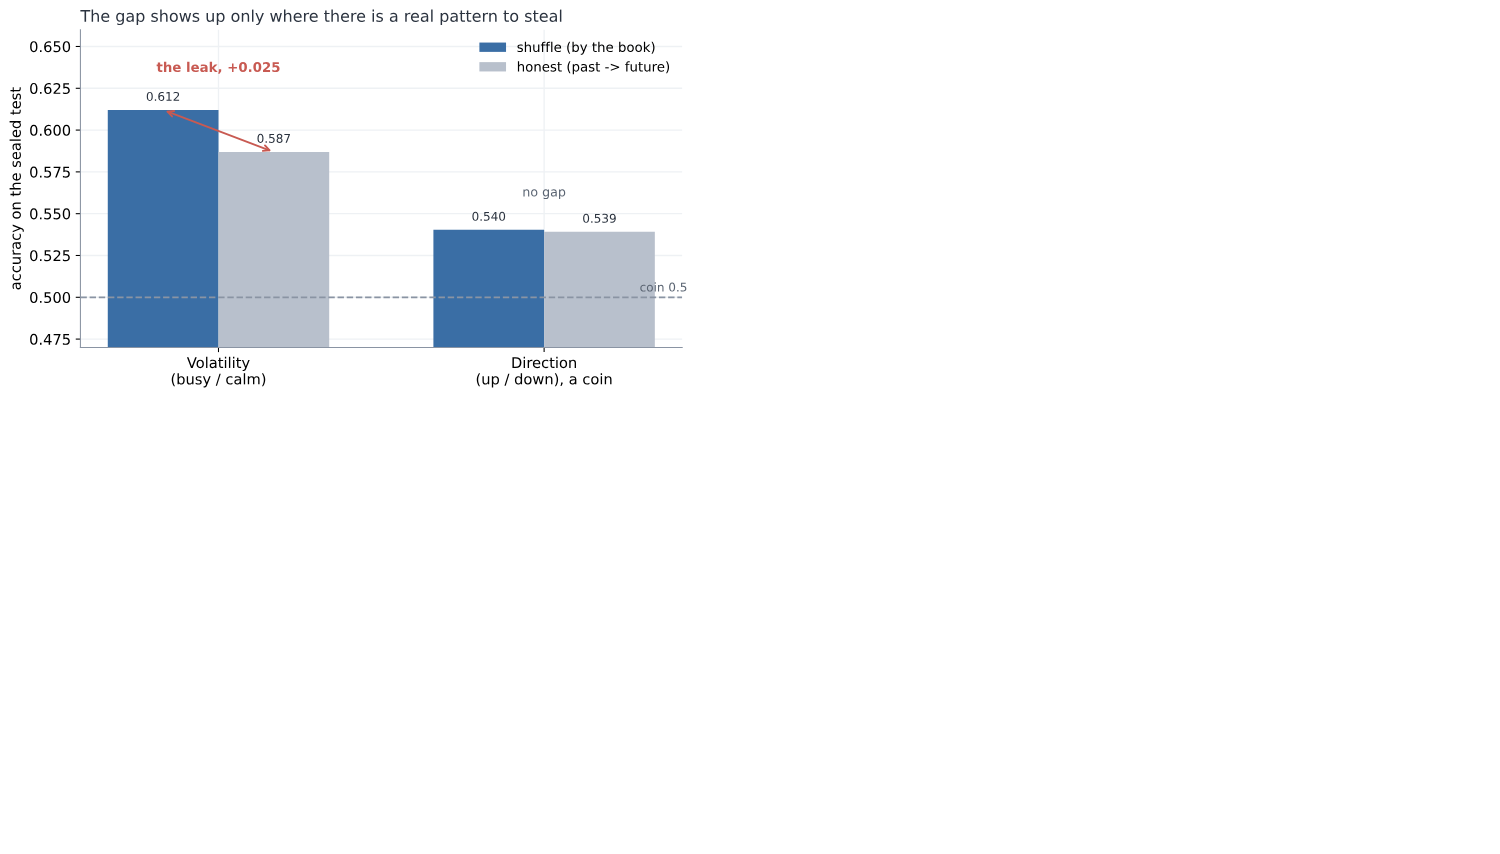 The gap shows up only where there is a real pattern to steal
accuracy on the sealed test
0.650
0.625
0.600
0.575
0.550
0.525
0.500
0.475
shuffle (by the book)
honest (past -> future)
the leak, +0.025
0.612
0.587
no gap
0.540
0.539
coin 0.5
Volatility
(busy / calm)
Direction
(up / down), a coin